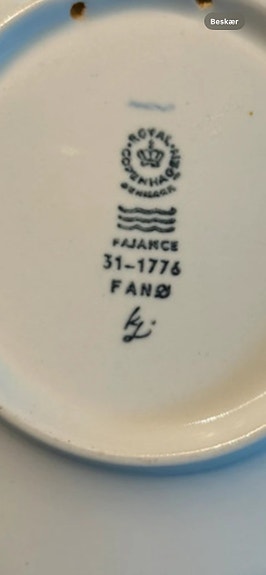 Beskær
ROYAL COPENHAGEN
DENMARK
FAJANCE
31-1776
FANØ